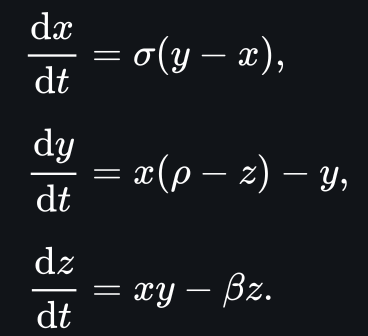 dx/dt = σ(y − x),
dy/dt = x(ρ − z) − y,
dz/dt = xy − βz.